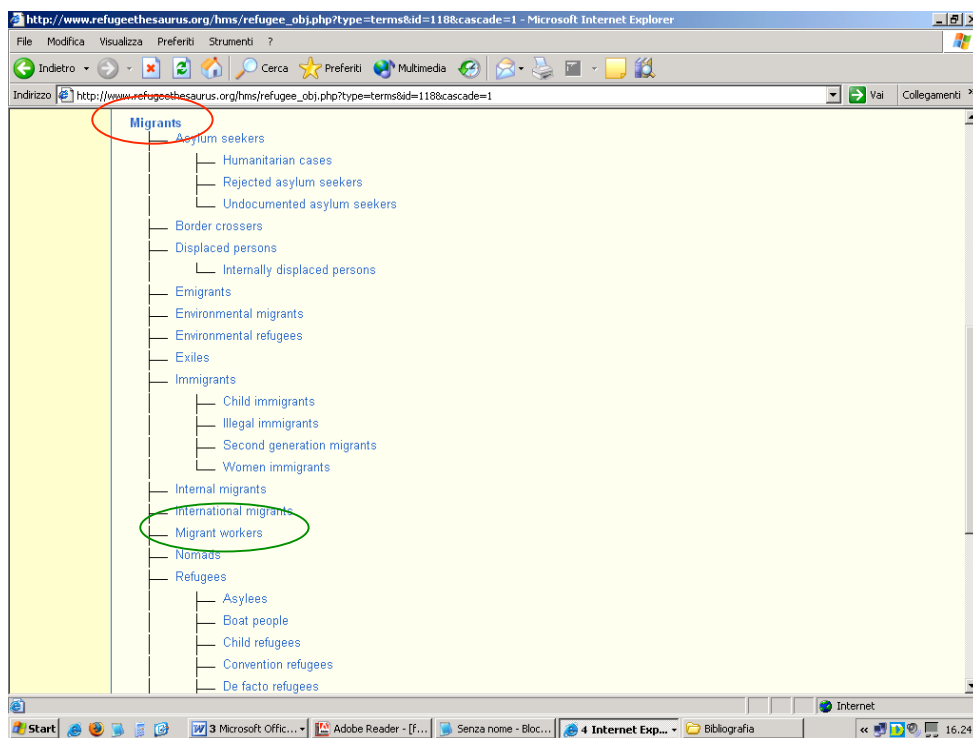 http://www.refugeethesaurus.org/hms/refugee_obj.php?type=terms&id=118&cascade=1 - Microsoft Internet Explorer
File Modifica Visualizza Preferiti Strumenti ?
Indietro Cerca Preferiti Multimedia
Indirizzo http://www.refugeethesaurus.org/hms/refugee_obj.php?type=terms&id=118&cascade=1 Vai Collegamenti »
Migrants
Asylum seekers
Humanitarian cases
Rejected asylum seekers
Undocumented asylum seekers
Border crossers
Displaced persons
Internally displaced persons
Emigrants
Environmental migrants
Environmental refugees
Exiles
Immigrants
Child immigrants
Illegal immigrants
Second generation migrants
Women immigrants
Internal migrants
International migrants
Migrant workers
Nomads
Refugees
Asylees
Boat people
Child refugees
Convention refugees
De facto refugees
Internet
Start 3 Microsoft Offic... Adobe Reader - [f... Senza nome - Bloc... 4 Internet Exp... Bibliografia « 16.24